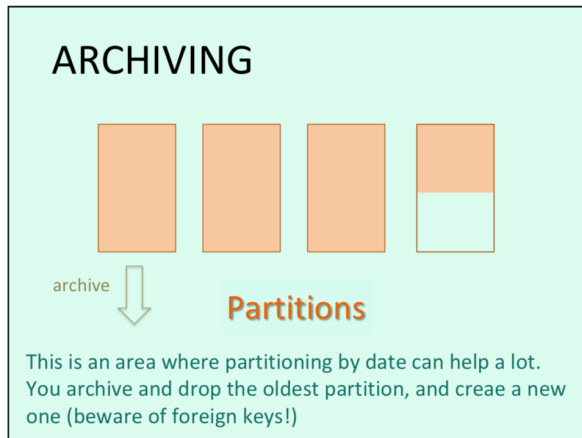 ARCHIVING
archive
Partitions
This is an area where partitioning by date can help a lot.
You archive and drop the oldest partition, and creae a new
one (beware of foreign keys!)